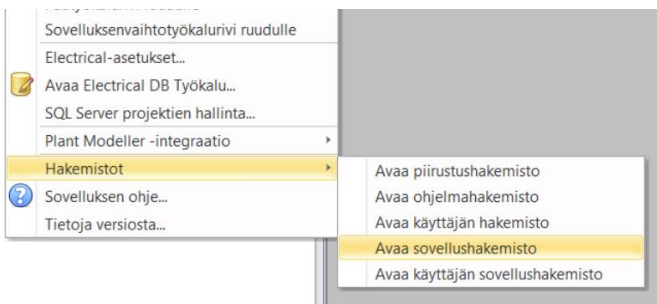 Sovelluksenvaihtotyökalurivi ruudulle
Electrical-asetukset...
Avaa Electrical DB Työkalu...
SQL Server projektien hallinta...
Plant Modeller -integraatio
Hakemistot
Sovelluksen ohje...
Tietoja versiosta...
Avaa piirustushakemisto
Avaa ohjelmahakemisto
Avaa käyttäjän hakemisto
Avaa sovellushakemisto
Avaa käyttäjän sovellushakemisto